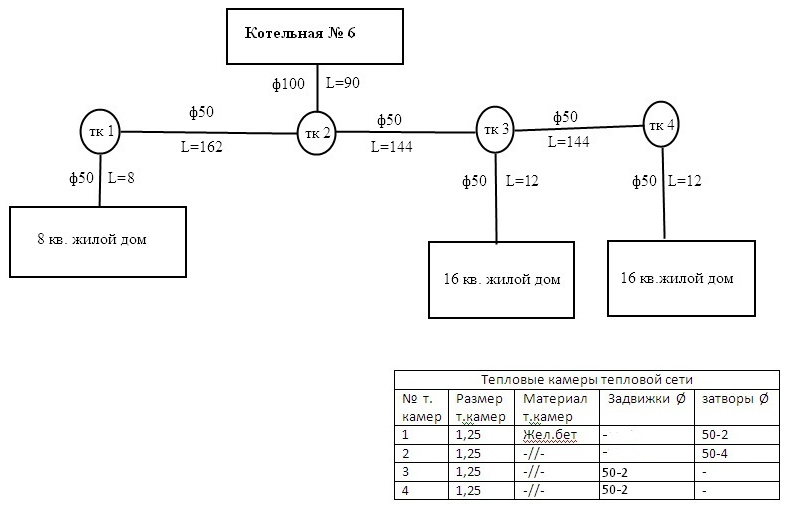 Котельная № 6
ф100 L=90
ф50 ф50 ф50
тк 1 тк 2 тк 3 тк 4
L=162 L=144 L=144
ф50 L=8 ф50 L=12 ф50 L=12
8 кв. жилой дом
16 кв. жилой дом 16 кв.жилой дом
Тепловые камеры тепловой сети
№ т. камер Размер т.камер Материал т.камер Задвижки Ø затворы Ø
1 1,25 Жел.бет - 50-2
2 1,25 -//- - 50-4
3 1,25 -//- 50-2 -
4 1,25 -//- 50-2 -